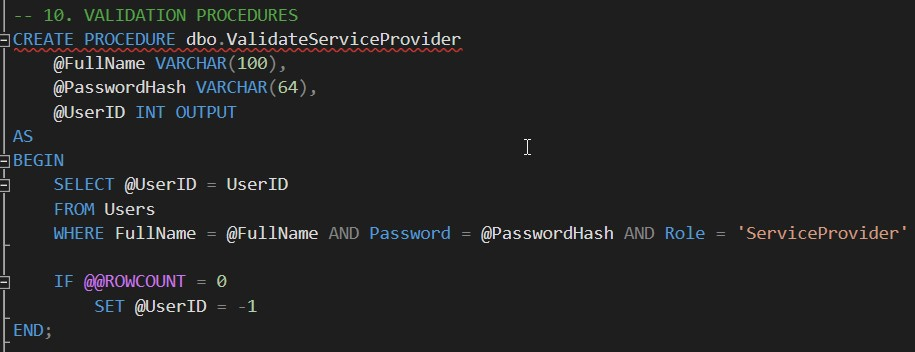 -- 10. VALIDATION PROCEDURES
CREATE PROCEDURE dbo.ValidateServiceProvider
    @FullName VARCHAR(100),
    @PasswordHash VARCHAR(64),
    @UserID INT OUTPUT
AS
BEGIN
    SELECT @UserID = UserID
    FROM Users
    WHERE FullName = @FullName AND Password = @PasswordHash AND Role = 'ServiceProvider'

    IF @@ROWCOUNT = 0
        SET @UserID = -1
END;